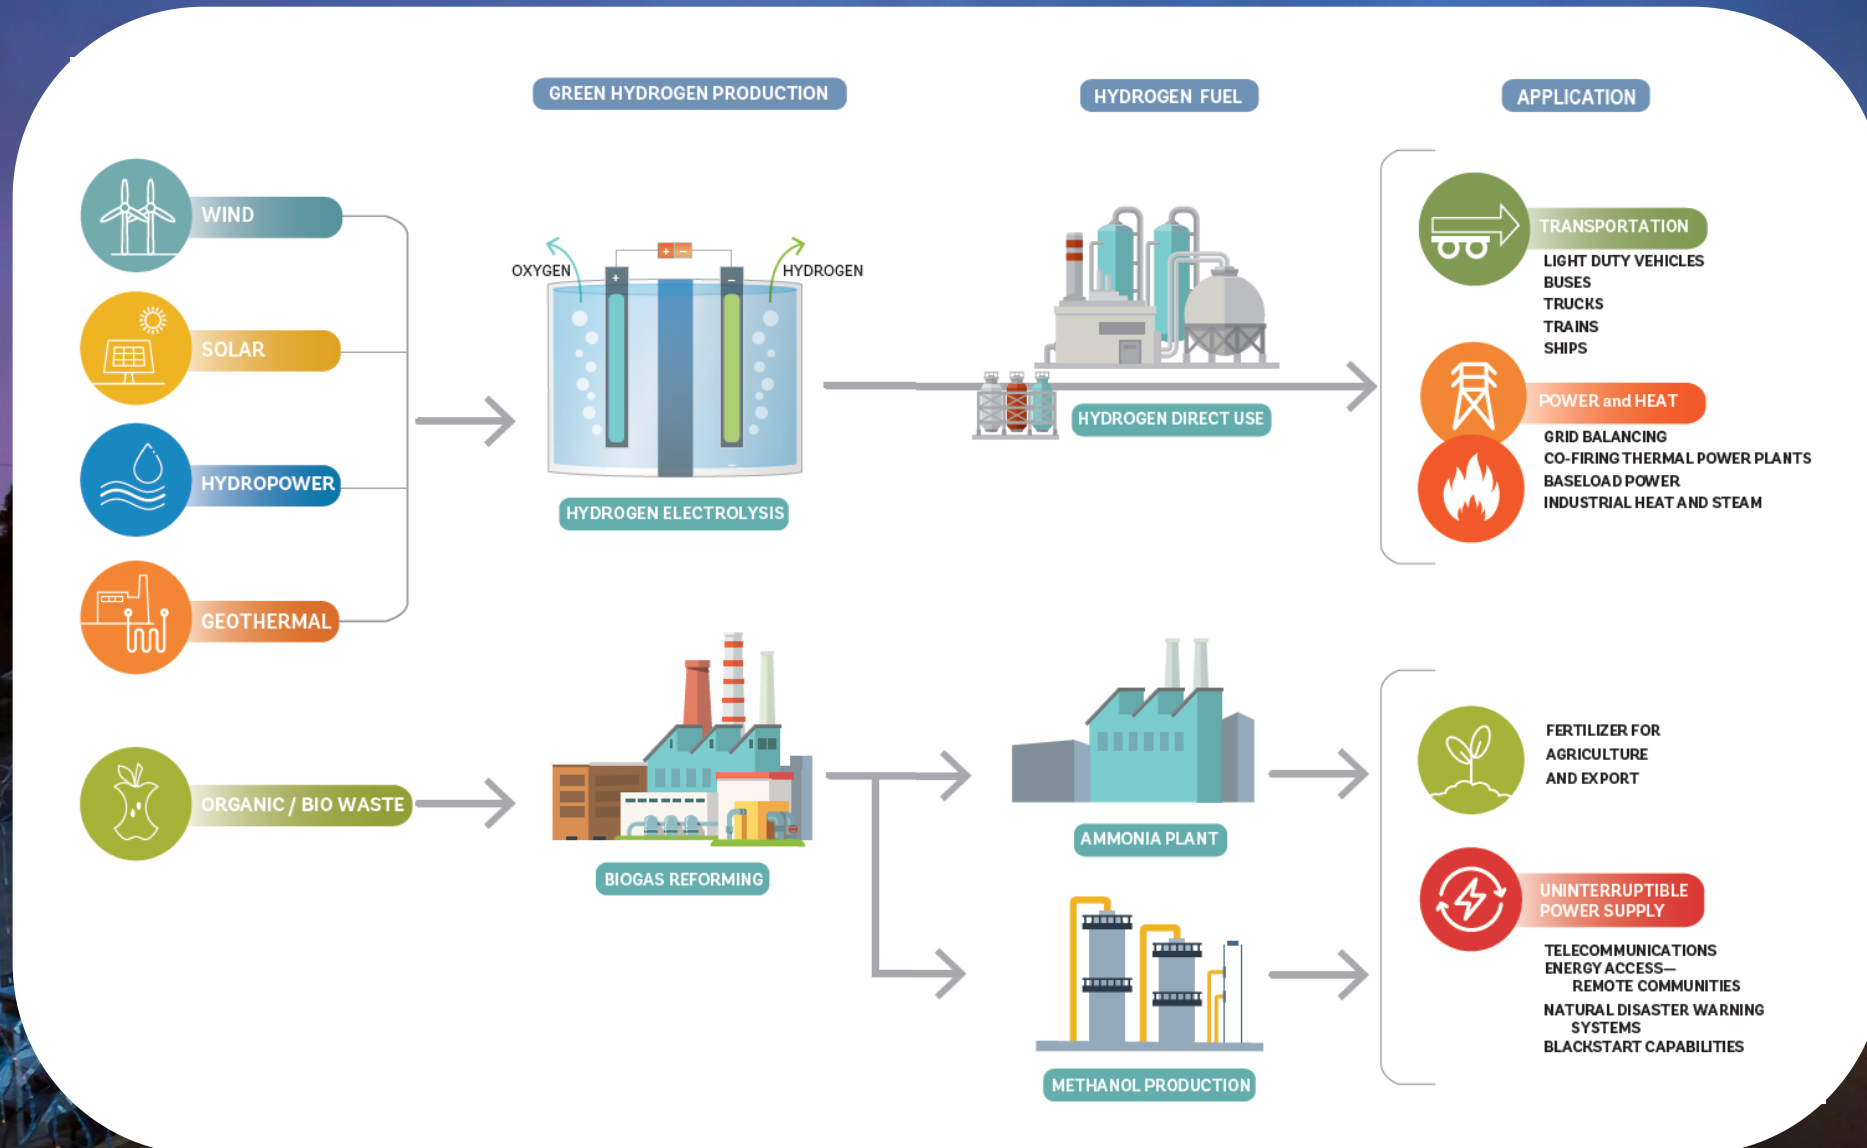 GREEN HYDROGEN PRODUCTION
HYDROGEN FUEL
APPLICATION
WIND
SOLAR
HYDROPOWER
GEOTHERMAL
ORGANIC / BIO WASTE
OXYGEN
+ −
HYDROGEN
+
−
HYDROGEN ELECTROLYSIS
BIOGAS REFORMING
HYDROGEN DIRECT USE
AMMONIA PLANT
METHANOL PRODUCTION
TRANSPORTATION
LIGHT DUTY VEHICLES
BUSES
TRUCKS
TRAINS
SHIPS
POWER and HEAT
GRID BALANCING
CO-FIRING THERMAL POWER PLANTS
BASELOAD POWER
INDUSTRIAL HEAT AND STEAM
FERTILIZER FOR
AGRICULTURE
AND EXPORT
UNINTERRUPTIBLE
POWER SUPPLY
TELECOMMUNICATIONS
ENERGY ACCESS—
REMOTE COMMUNITIES
NATURAL DISASTER WARNING
SYSTEMS
BLACKSTART CAPABILITIES